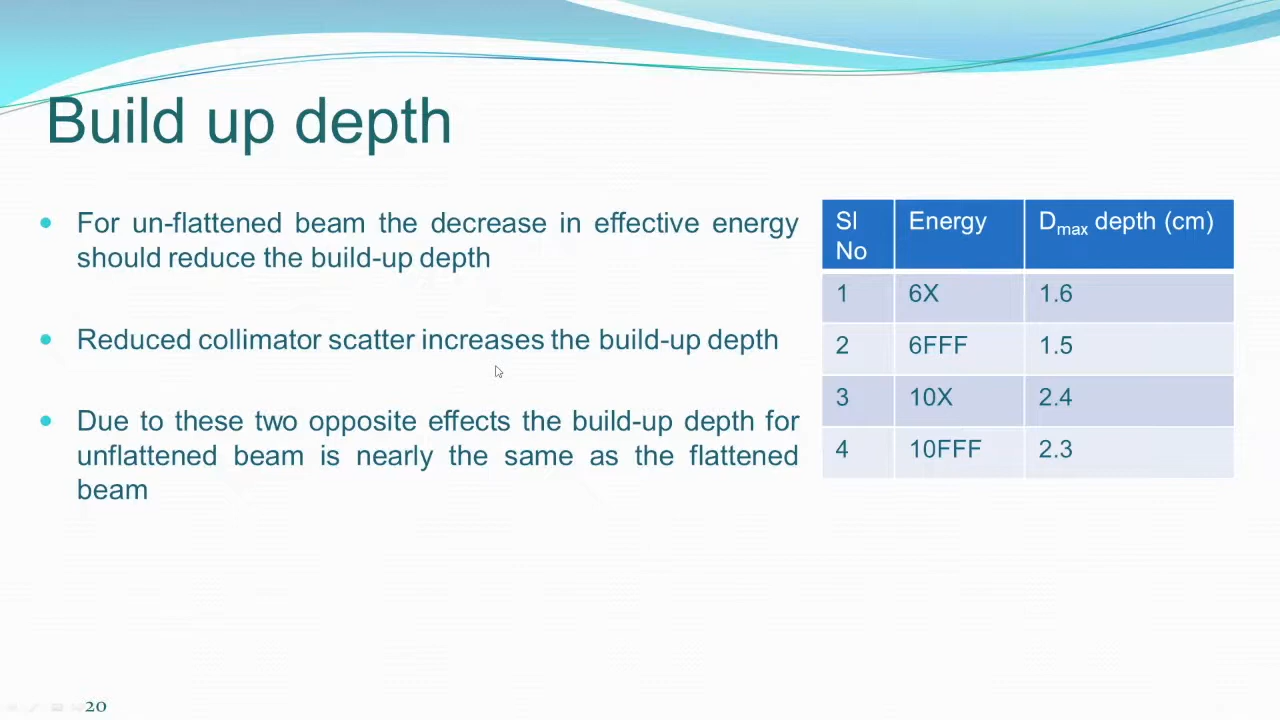 Build up depth
For un-flattened beam the decrease in effective energy
should reduce the build-up depth
Reduced collimator scatter increases the build-up depth
Due to these two opposite effects the build-up depth for
unflattened beam is nearly the same as the flattened
beam
Sl No Energy Dmax depth (cm)
1 6X 1.6
2 6FFF 1.5
3 10X 2.4
4 10FFF 2.3
20